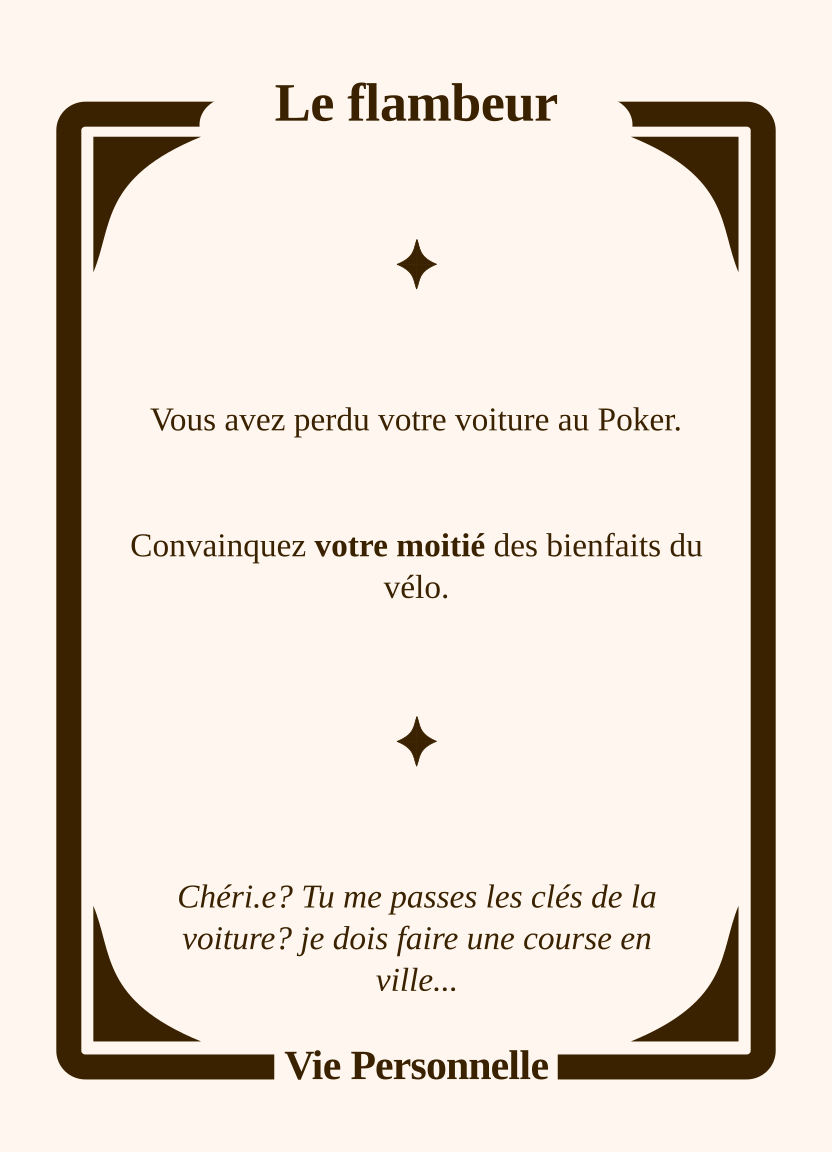 Le flambeur
Vous avez perdu votre voiture au Poker.
Convainquez votre moitié des bienfaits du
vélo.
Chéri.e? Tu me passes les clés de la
voiture? je dois faire une course en
ville...
Vie Personnelle